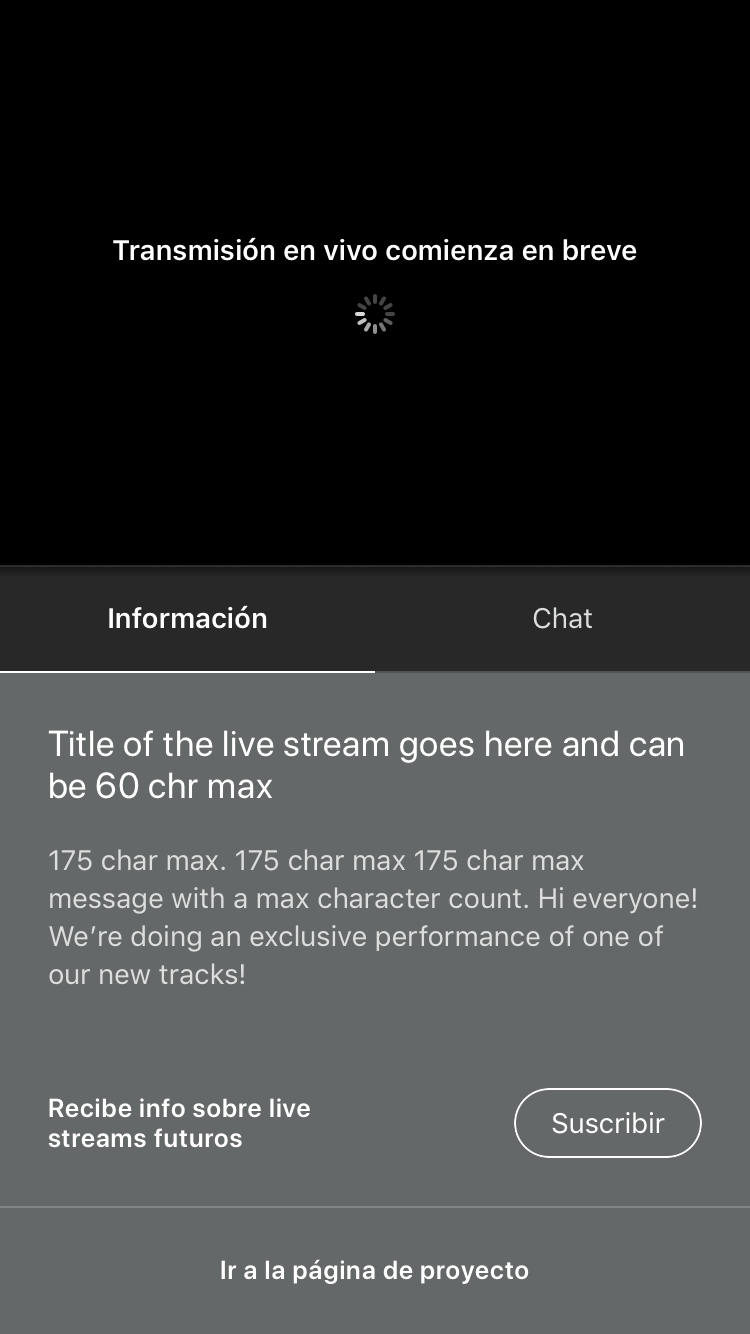 Transmisión en vivo comienza en breve
Información
Chat
Title of the live stream goes here and can
be 60 chr max
175 char max. 175 char max 175 char max
message with a max character count. Hi everyone!
We’re doing an exclusive performance of one of
our new tracks!
Recibe info sobre live
streams futuros
Suscribir
Ir a la página de proyecto